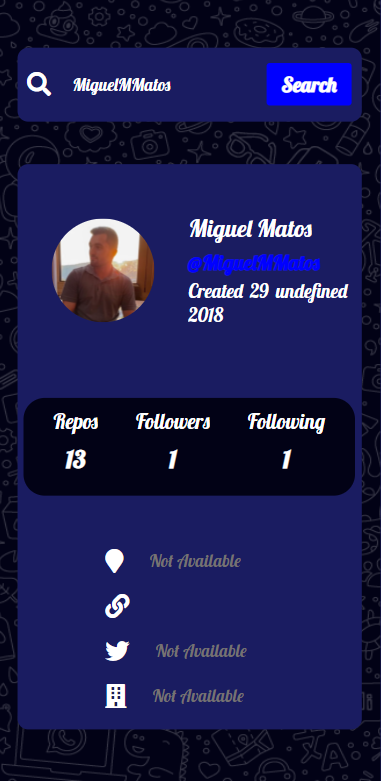 MiguelMMatos
Search
Miguel Matos
@MiguelMMatos
Created 29 undefined
2018
Repos Followers Following
13 1 1
Not Available
Not Available
Not Available